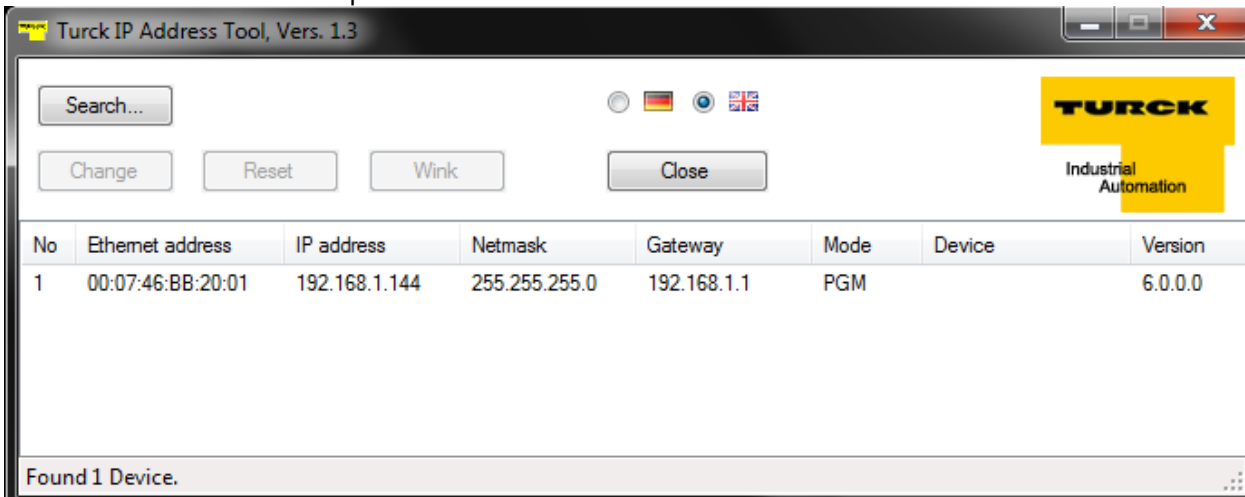 Turck IP Address Tool, Vers. 1.3
Search...
TURCK
Change Reset Wink Close
Industrial
Automation
No Ethernet address IP address Netmask Gateway Mode Device Version
1 00:07:46:BB:20:01 192.168.1.144 255.255.255.0 192.168.1.1 PGM 6.0.0.0
Found 1 Device.